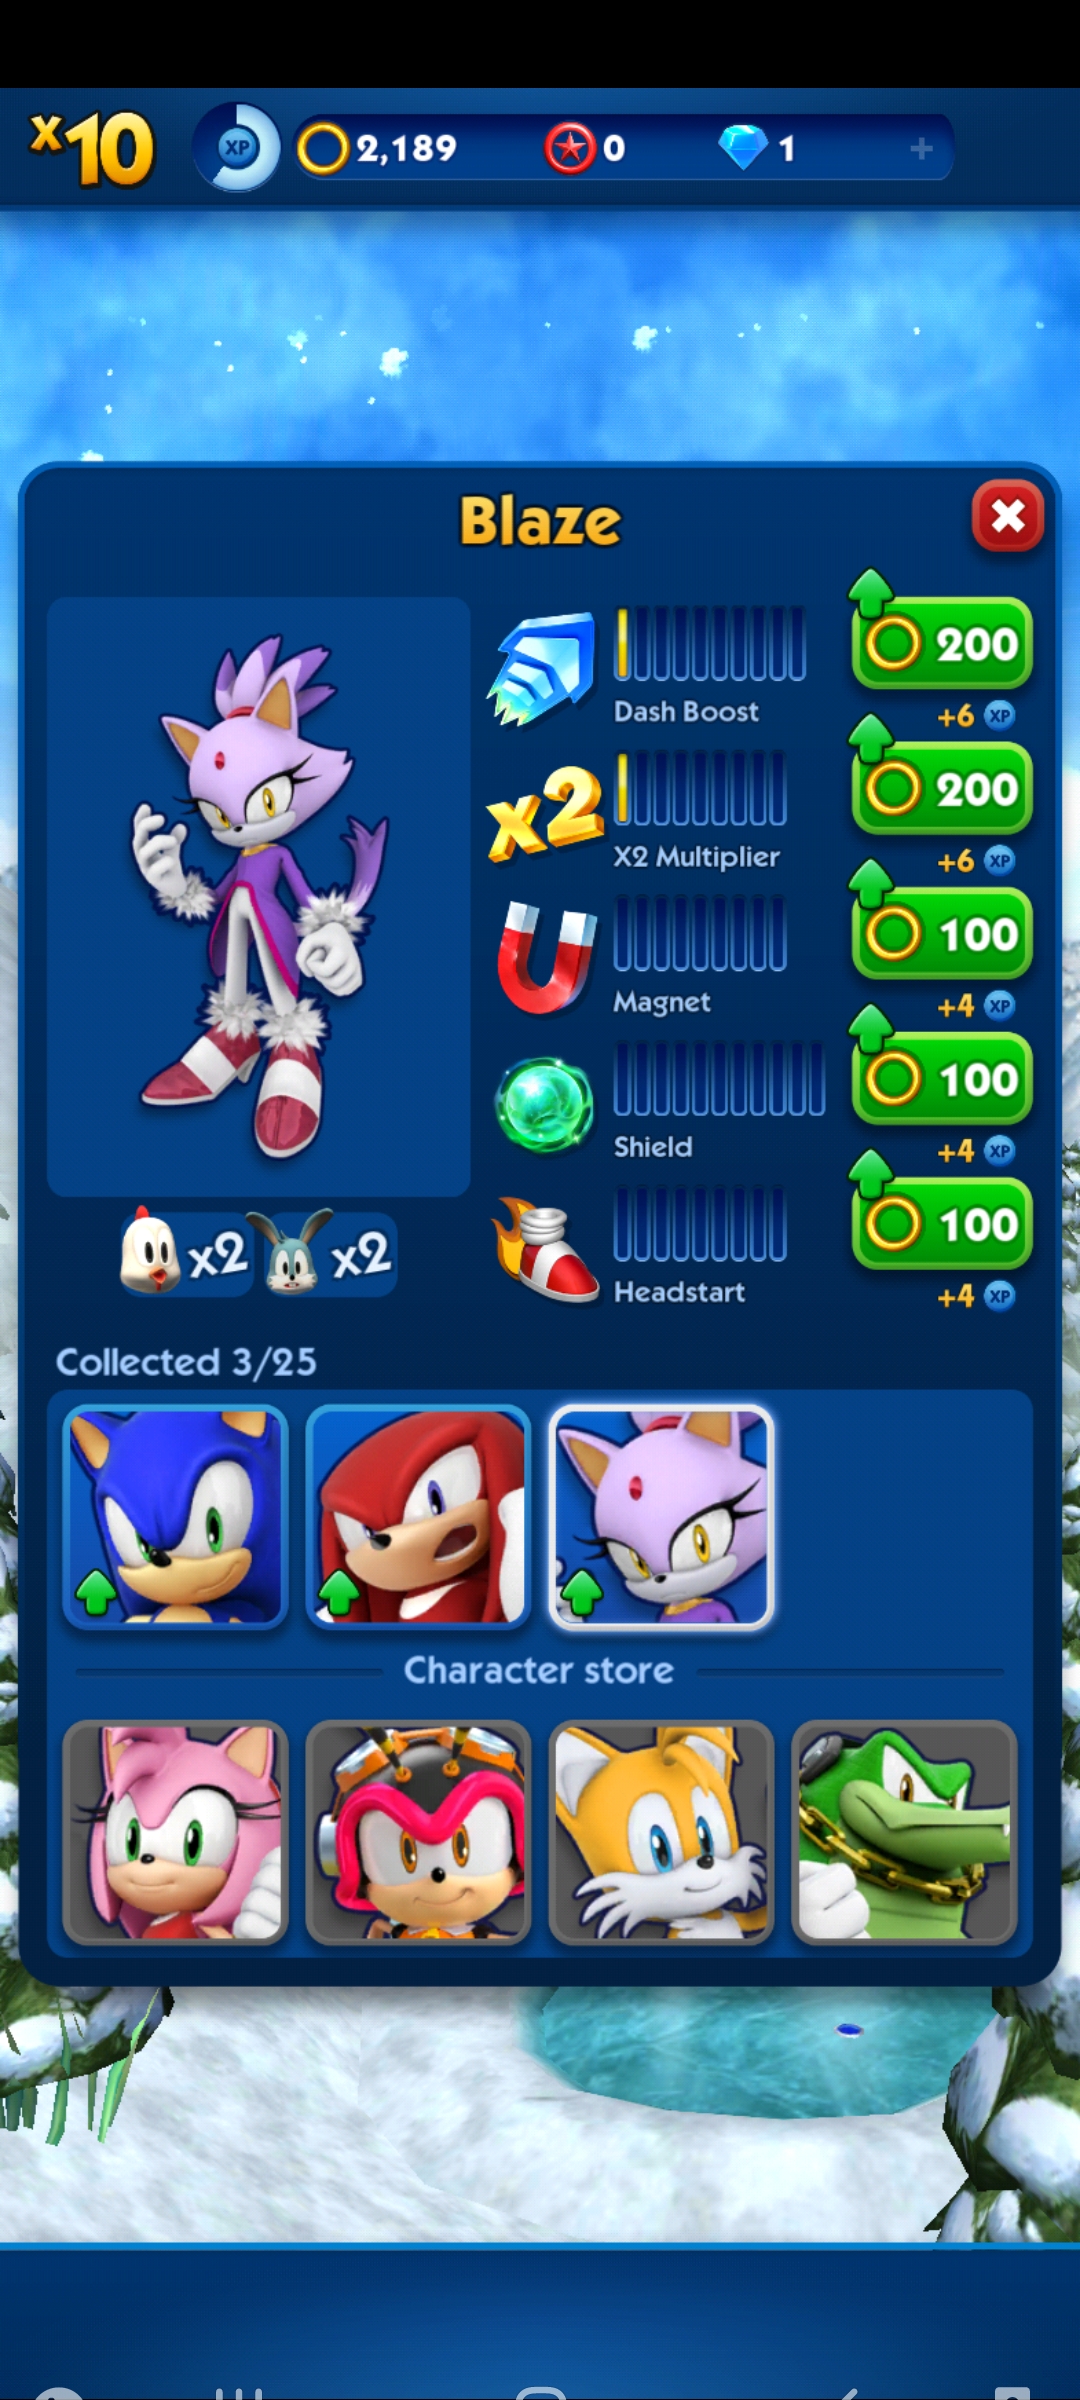 x10
XP
2,189
0
1
+
Blaze
200
Dash Boost
+6 XP
x2
200
X2 Multiplier
+6 XP
100
Magnet
+4 XP
100
Shield
+4 XP
x2
x2
100
Headstart
+4 XP
Collected 3/25
Character store